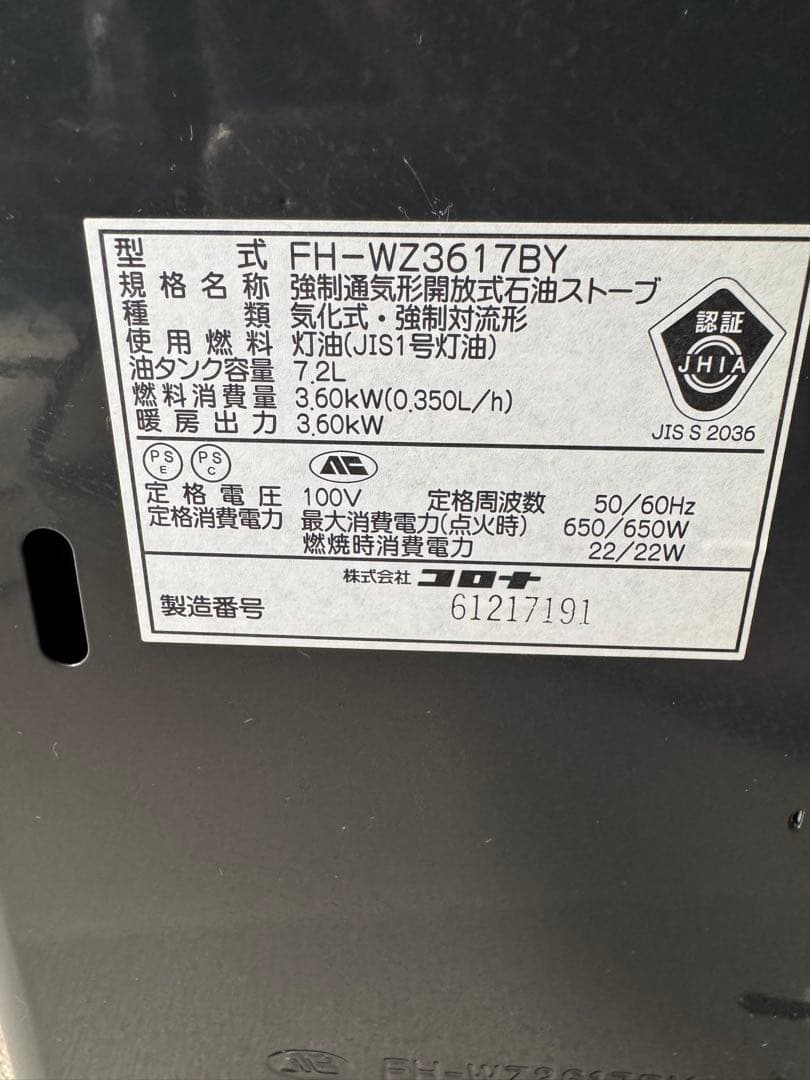 型式 FH-WZ3617BY
規格名称 強制通気形開放式石油ストーブ
種類 気化式・強制対流形
使用燃料 灯油(JIS1号灯油)
油タンク容量 7.2L
燃料消費量 3.60kW(0.350L/h)
暖房出力 3.60kW
認証
JHIA
JIS S 2036
PS E PS C
定格電圧 100V 定格周波数 50/60Hz
定格消費電力 最大消費電力(点火時) 650/650W
燃焼時消費電力 22/22W
株式会社 コロナ
製造番号 61217191